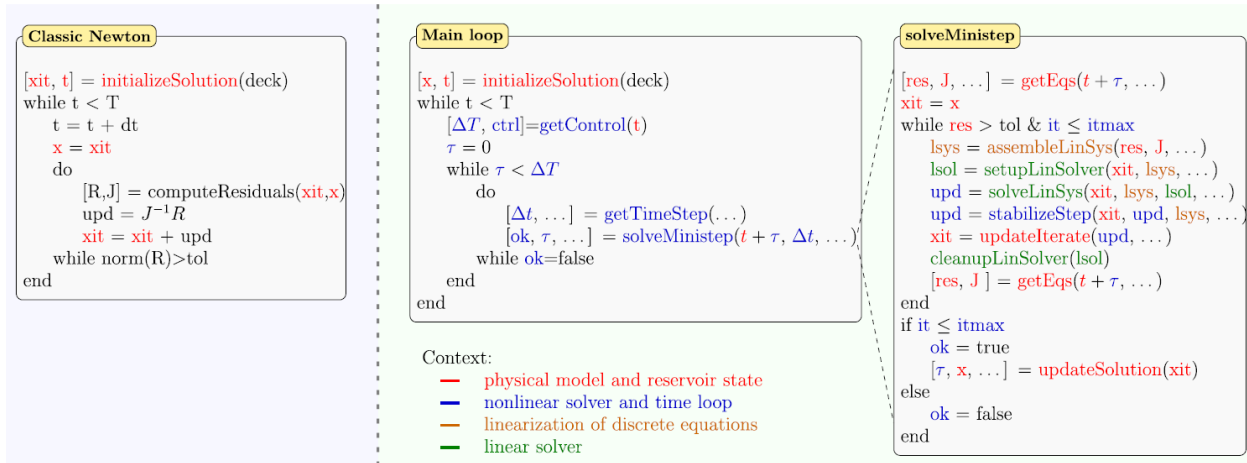 Classic Newton
[xit, t] = initializeSolution(deck)
while t < T
t = t + dt
x = xit
do
[R,J] = computeResiduals(xit,x)
upd = J⁻¹R
xit = xit + upd
while norm(R)>tol
end
Main loop
[x, t] = initializeSolution(deck)
while t < T
[ΔT, ctrl]=getControl(t)
τ = 0
while τ < ΔT
do
[Δt, ...] = getTimeStep(...)
[ok, τ, ...] = solveMinistep(t + τ, Δt, ...)
while ok=false
end
end
Context:
physical model and reservoir state
nonlinear solver and time loop
linearization of discrete equations
linear solver
solveMinistep
[res, J, ...] = getEqs(t + τ, ...)
xit = x
while res > tol & it ≤ itmax
lsys = assembleLinSys(res, J, ...)
lsol = setupLinSolver(xit, lsys, ...)
upd = solveLinSys(xit, lsys, lsol, ...)
upd = stabilizeStep(xit, upd, lsys, ...)
xit = updateIterate(upd, ...)
cleanupLinSolver(lsol)
[res, J ] = getEqs(t + τ, ...)
end
if it ≤ itmax
ok = true
[τ, x, ...] = updateSolution(xit)
else
ok = false
end